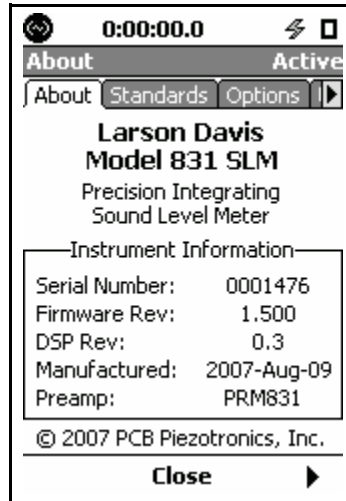 0:00:00.0
About Active
About Standards Options
Larson Davis
Model 831 SLM
Precision Integrating
Sound Level Meter
Instrument Information
Serial Number: 0001476
Firmware Rev: 1.500
DSP Rev: 0.3
Manufactured: 2007-Aug-09
Preamp: PRM831
© 2007 PCB Piezotronics, Inc.
Close